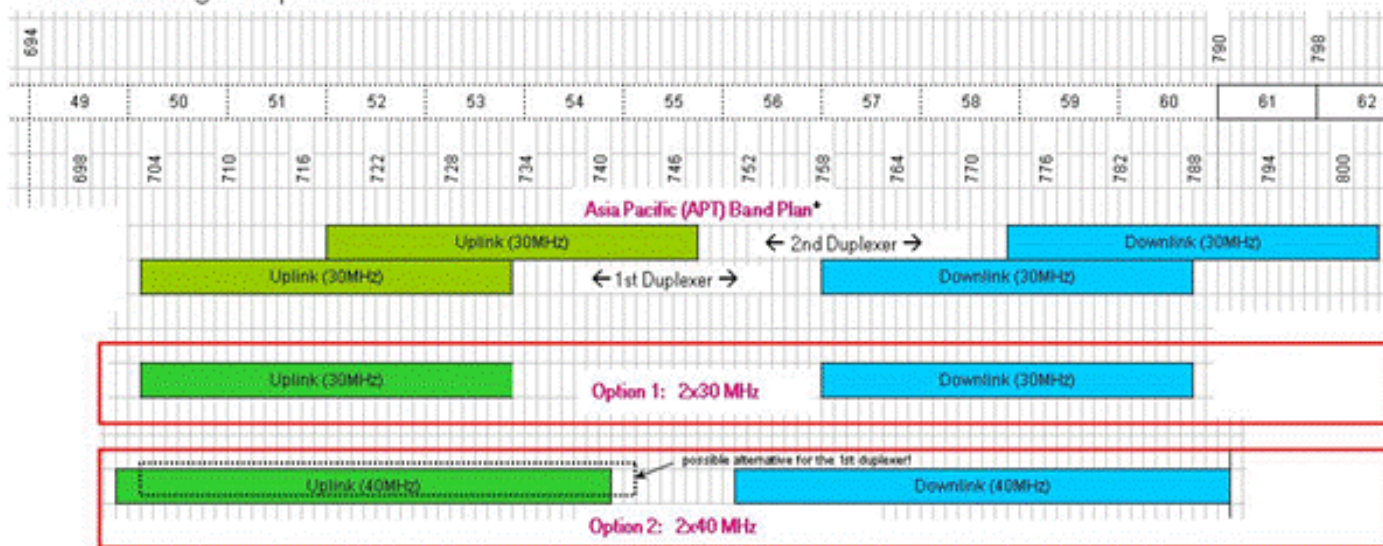 694 790 798
49 50 51 52 53 54 55 56 57 58 59 60 61 62
698 704 710 716 722 728 734 740 746 752 758 764 770 776 782 788 794 800
Asia Pacific (APT) Band Plan*
Uplink (30MHz) ← 2nd Duplexer → Downlink (30MHz)
Uplink (30MHz) ← 1st Duplexer → Downlink (30MHz)
Uplink (30MHz) Option 1: 2x30 MHz Downlink (30MHz)
possible alternative for the 1st duplexer!
Uplink (40MHz) Downlink (40MHz)
Option 2: 2x40 MHz